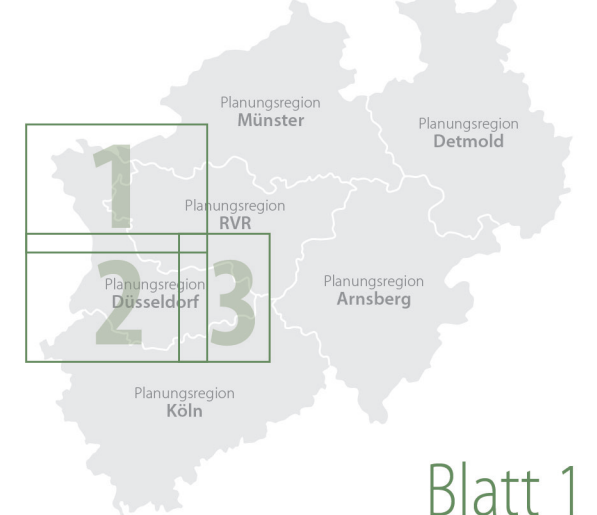 Planungsregion
Münster
Planungsregion
Detmold
1
Planungsregion
RVR
Planungsregion
Düsseldorf
2
3
Planungsregion
Arnsberg
Planungsregion
Köln
Blatt 1